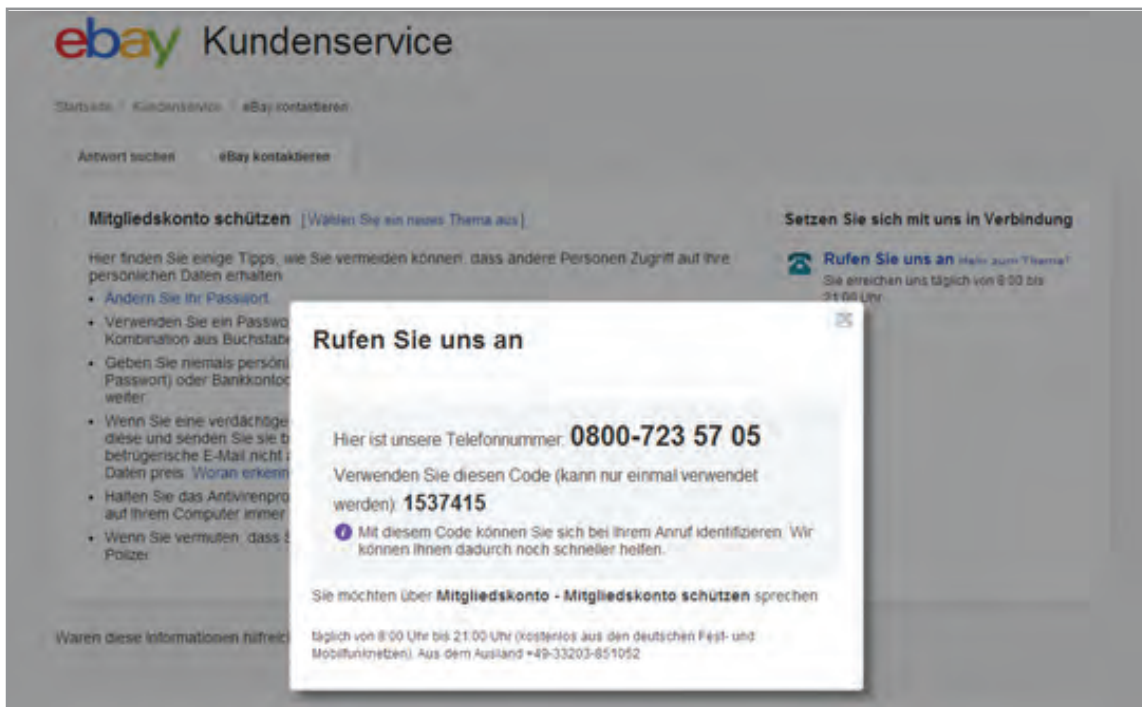 ebay Kundenservice
Startseite Kundenservice eBay kontaktieren
Antwort suchen eBay kontaktieren
Mitgliedskonto schützen [Wählen Sie ein neues Thema aus]
Hier finden Sie einige Tipps, wie Sie vermeiden können, dass andere Personen Zugriff auf Ihre
persönlichen Daten erhalten
• Ändern Sie Ihr Passwort
• Verwenden Sie ein Passwo
Kombination aus Buchstabe
• Geben Sie niemals persönl
Passwort) oder Bankkontoc
weiter
• Wenn Sie eine verdächtige
diese und senden Sie sie b
betrügerische E-Mail nicht
Daten preis. Woran erkenn
• Halten Sie das Antivirenpro
auf Ihrem Computer immer
• Wenn Sie vermuten, dass S
Polizei
Waren diese Informationen hilfreic
Setzen Sie sich mit uns in Verbindung
Rufen Sie uns an Mehr zum Thema?
Sie erreichen uns täglich von 8:00 bis
21:00 Uhr
Rufen Sie uns an
Hier ist unsere Telefonnummer: 0800-723 57 05
Verwenden Sie diesen Code (kann nur einmal verwendet
werden): 1537415
Mit diesem Code können Sie sich bei Ihrem Anruf identifizieren. Wir
können Ihnen dadurch noch schneller helfen.
Sie möchten über Mitgliedskonto - Mitgliedskonto schützen sprechen
täglich von 8:00 Uhr bis 21:00 Uhr (kostenlos aus den deutschen Fest- und
Mobilfunknetzen). Aus dem Ausland +49-33203-851052